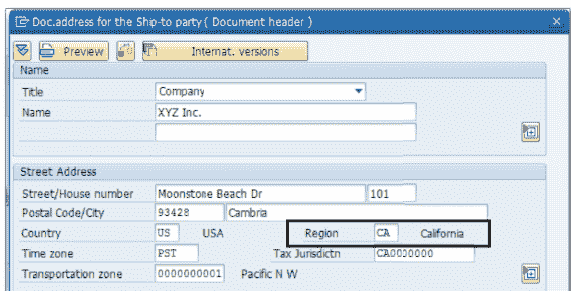 Doc.address for the Ship-to party( Document header )
Preview Internat. versions
Name
Title Company
Name XYZ Inc.
Street Address
Street/House number Moonstone Beach Dr 101
Postal Code/City 93428 Cambria
Country US USA Region CA California
Time zone PST Tax Jurisdictn CA0000000
Transportation zone 0000000001 Pacific N W